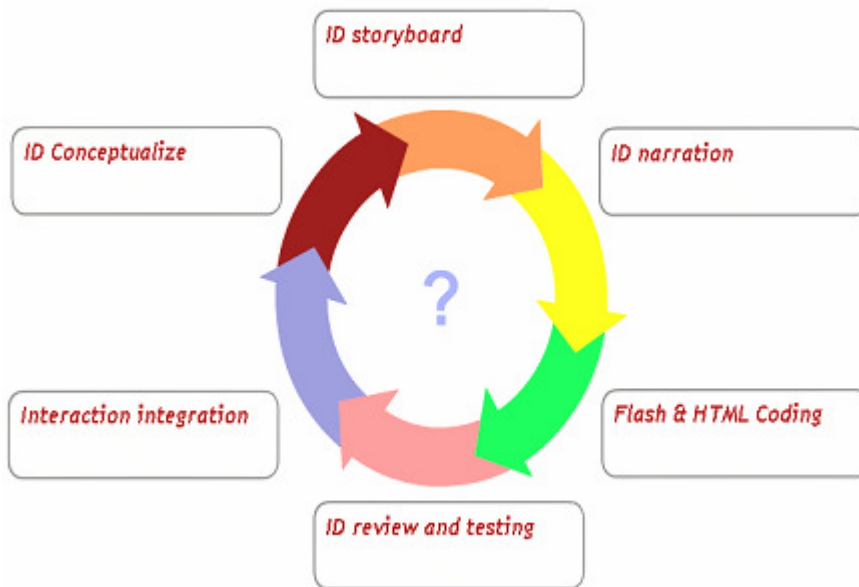 ID storyboard
ID Conceptualize
ID narration
?
Interaction integration
Flash & HTML Coding
ID review and testing